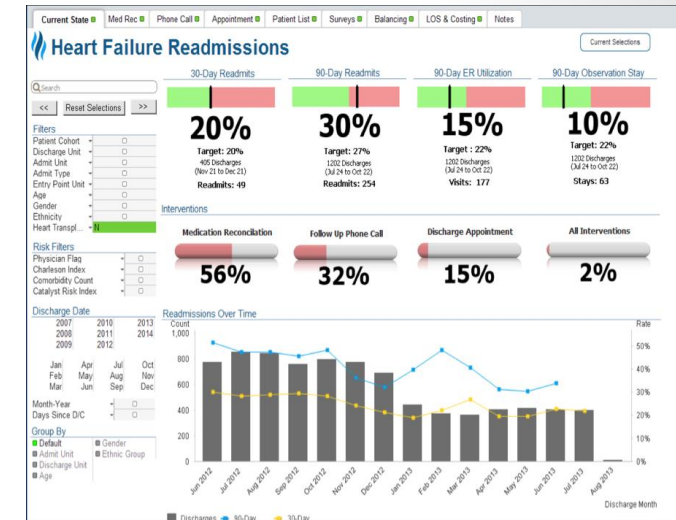 Current State Med Rec Phone Call Appointment Patient List Surveys Balancing LOS & Costing Notes
Heart Failure Readmissions
Current Selections
Search
<< Reset Selections >>
Filters
Patient Cohort
Discharge Unit
Admit Unit
Admit Type
Entry Point Unit
Age
Gender
Ethnicity
Heart Transpl... N
Risk Filters
Physician Flag
Charleson Index
Comorbidity Count
Catalyst Risk Index
Discharge Date
2007 2010 2013
2008 2011 2014
2009 2012
Jan Apr Jul Oct
Feb May Aug Nov
Mar Jun Sep Dec
Month-Year
Days Since D/C
Group By
Default Gender
Admit Unit Ethnic Group
Discharge Unit
Age
30-Day Readmits
20%
Target: 20%
405 Discharges
(Nov 21 to Dec 21)
Readmits: 49
90-Day Readmits
30%
Target: 27%
1202 Discharges
(Jul 24 to Oct 22)
Readmits: 254
90-Day ER Utilization
15%
Target : 22%
1202 Discharges
(Jul 24 to Oct 22)
Visits: 177
90-Day Observation Stay
10%
Target: 22%
1202 Discharges
(Jul 24 to Oct 22)
Stays: 63
Interventions
Medication Reconcilation
56%
Follow Up Phone Call
32%
Discharge Appointment
15%
All Interventions
2%
Readmissions Over Time
Count
1,000
800
600
400
200
0
Rate
50%
40%
30%
20%
10%
0%
Jun 2012 Jul 2012 Aug 2012 Sep 2012 Oct 2012 Nov 2012 Dec 2012 Jan 2013 Feb 2013 Mar 2013 Apr 2013 May 2013 Jun 2013 Jul 2013 Aug 2013
Discharge Month
Discharges 90-Day 30-Day